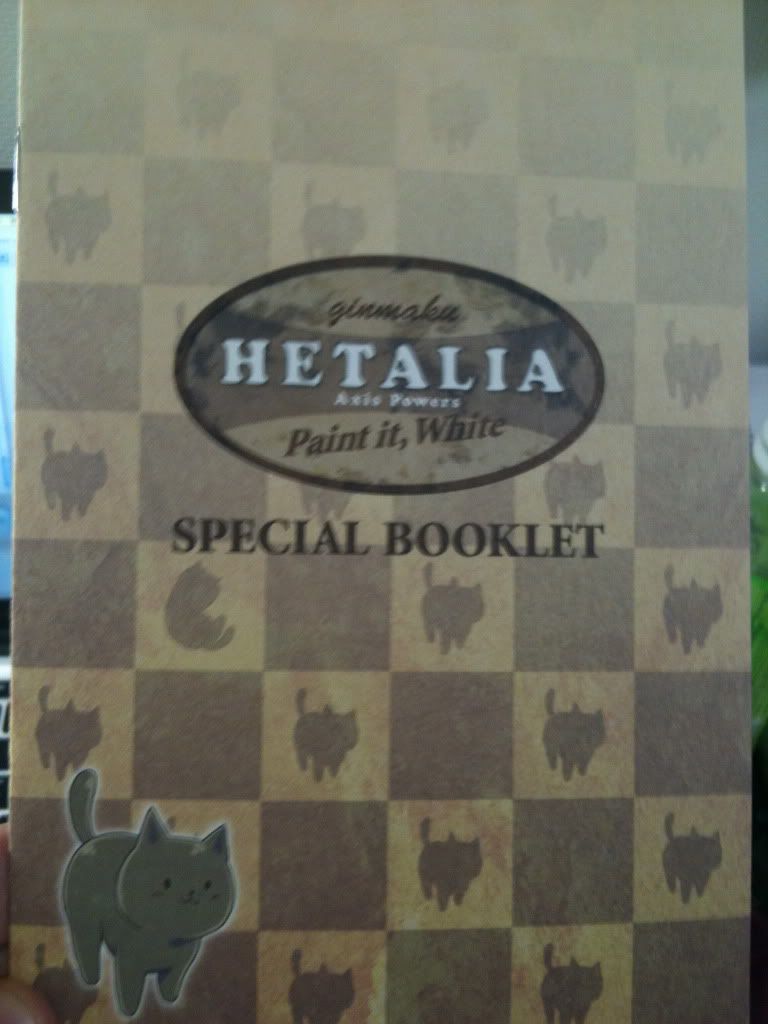 ginmaku
HETALIA
Axis Powers
Paint it, White
SPECIAL BOOKLET